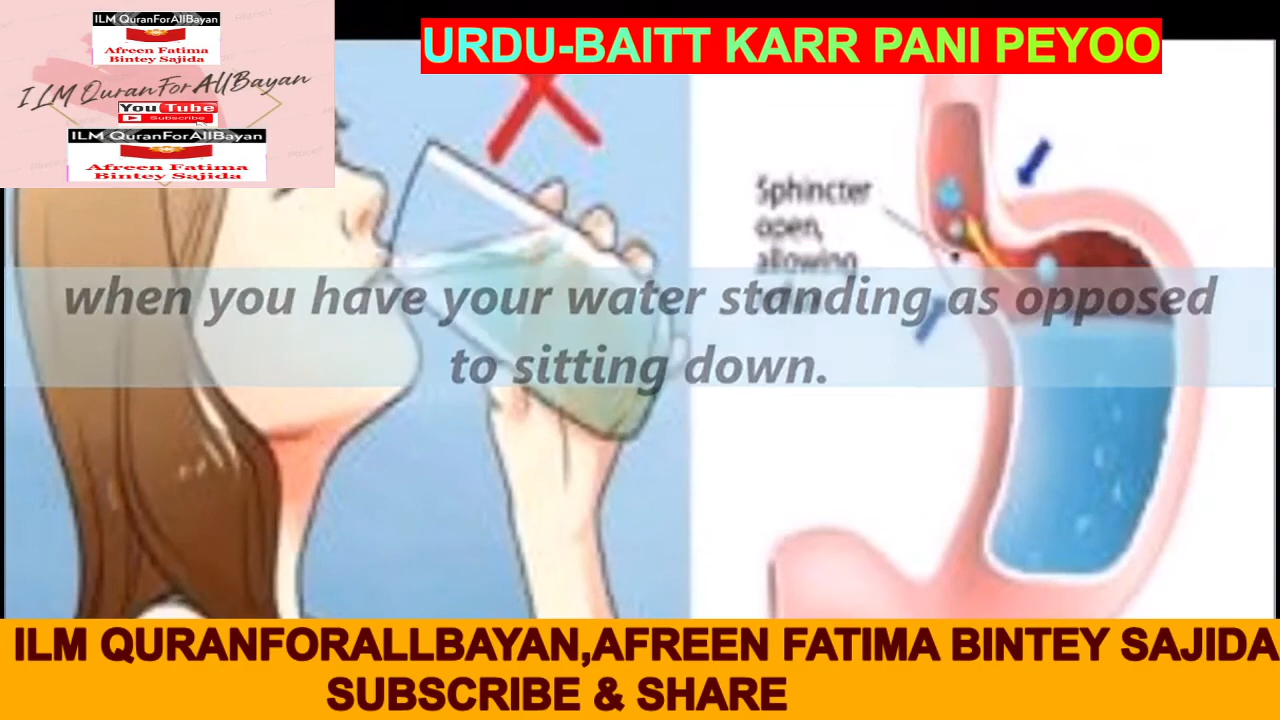 ILM QuranForAllBayan
Afreen Fatima
Bintey Sajida
ILM QuranForAllBayan
YouTube
Subscribe
ILM QuranForAllBayan
Afreen Fatima
Bintey Sajida
URDU-BAITT KARR PANI PEYOO
Sphincter
open,
allowing
when you have your water standing as opposed
to sitting down.
ILM QURANFORALLBAYAN,AFREEN FATIMA BINTEY SAJIDA
SUBSCRIBE & SHARE